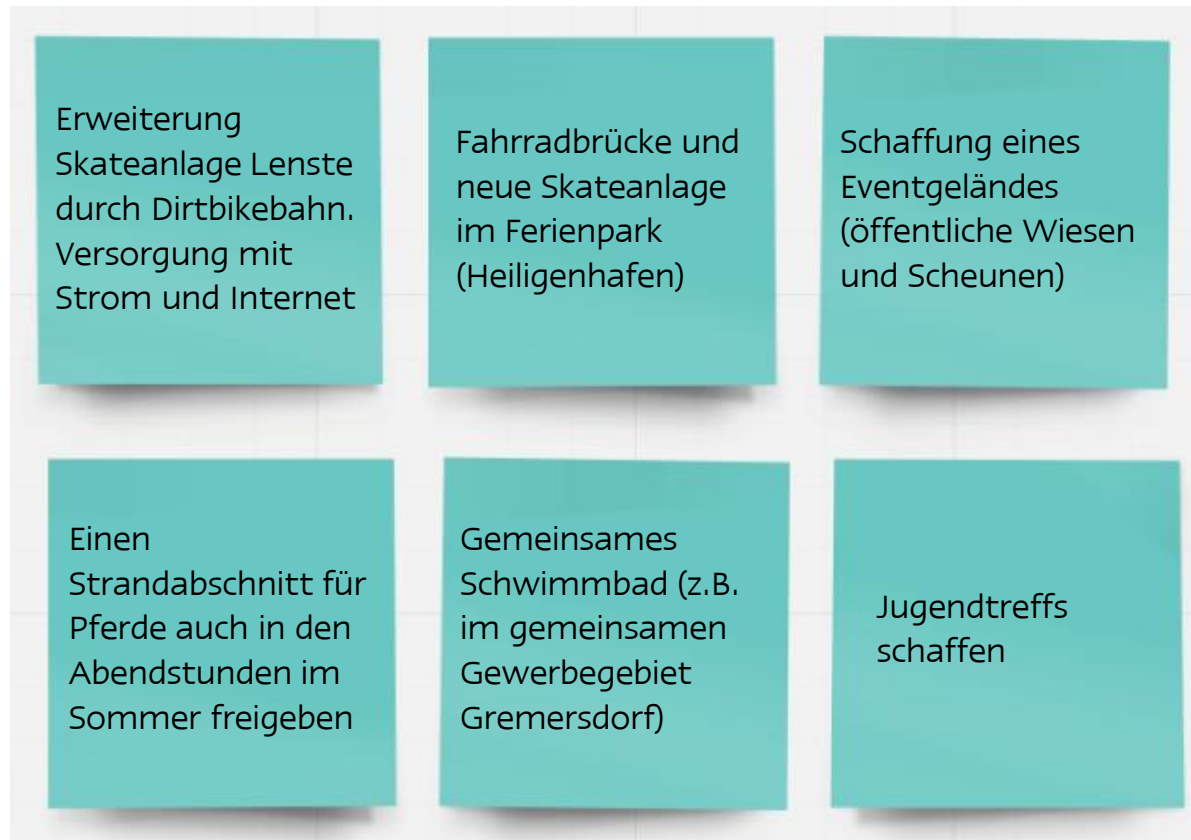 Erweiterung
Skateanlage Lenste
durch Dirtbikebahn.
Versorgung mit
Strom und Internet
Fahrradbrücke und
neue Skateanlage
im Ferienpark
(Heiligenhafen)
Schaffung eines
Eventgeländes
(öffentliche Wiesen
und Scheunen)
Einen
Strandabschnitt für
Pferde auch in den
Abendstunden im
Sommer freigeben
Gemeinsames
Schwimmbad (z.B.
im gemeinsamen
Gewerbegebiet
Gremersdorf)
Jugendtreffs
schaffen